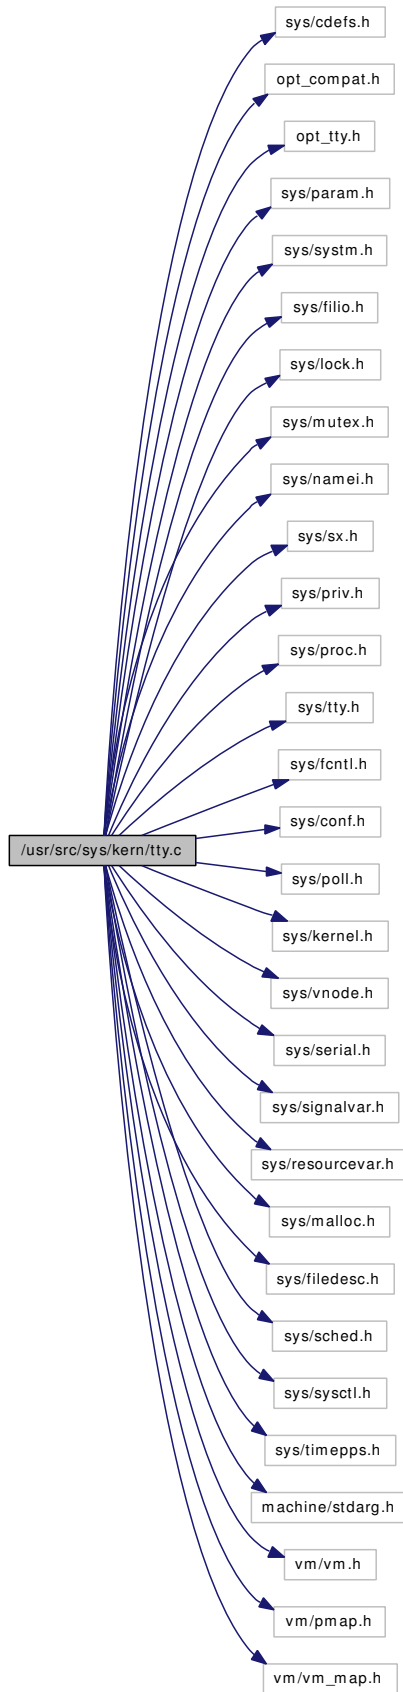 sys/cdefs.h
opt_compat.h
opt_tty.h
sys/param.h
sys/systm.h
sys/filio.h
sys/lock.h
sys/mutex.h
sys/namei.h
sys/sx.h
sys/priv.h
sys/proc.h
sys/tty.h
sys/fcntl.h
sys/conf.h
/usr/src/sys/kern/tty.c
sys/poll.h
sys/kernel.h
sys/vnode.h
sys/serial.h
sys/signalvar.h
sys/resourcevar.h
sys/malloc.h
sys/filedesc.h
sys/sched.h
sys/sysctl.h
sys/timepps.h
machine/stdarg.h
vm/vm.h
vm/pmap.h
vm/vm_map.h